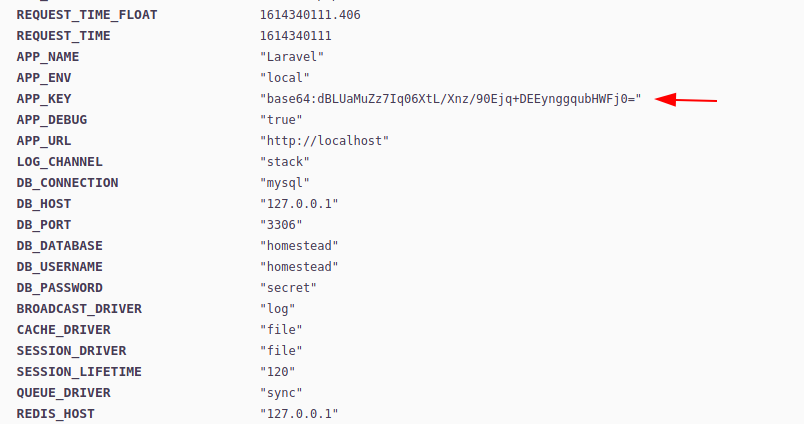 REQUEST_TIME_FLOAT 1614340111.406
REQUEST_TIME 1614340111
APP_NAME "Laravel"
APP_ENV "local"
APP_KEY "base64:dBLUaMuZz7Iq06XtL/Xnz/90Ejq+DEEynggqubHWFj0="
APP_DEBUG "true"
APP_URL "http://localhost"
LOG_CHANNEL "stack"
DB_CONNECTION "mysql"
DB_HOST "127.0.0.1"
DB_PORT "3306"
DB_DATABASE "homestead"
DB_USERNAME "homestead"
DB_PASSWORD "secret"
BROADCAST_DRIVER "log"
CACHE_DRIVER "file"
SESSION_DRIVER "file"
SESSION_LIFETIME "120"
QUEUE_DRIVER "sync"
REDIS_HOST "127.0.0.1"